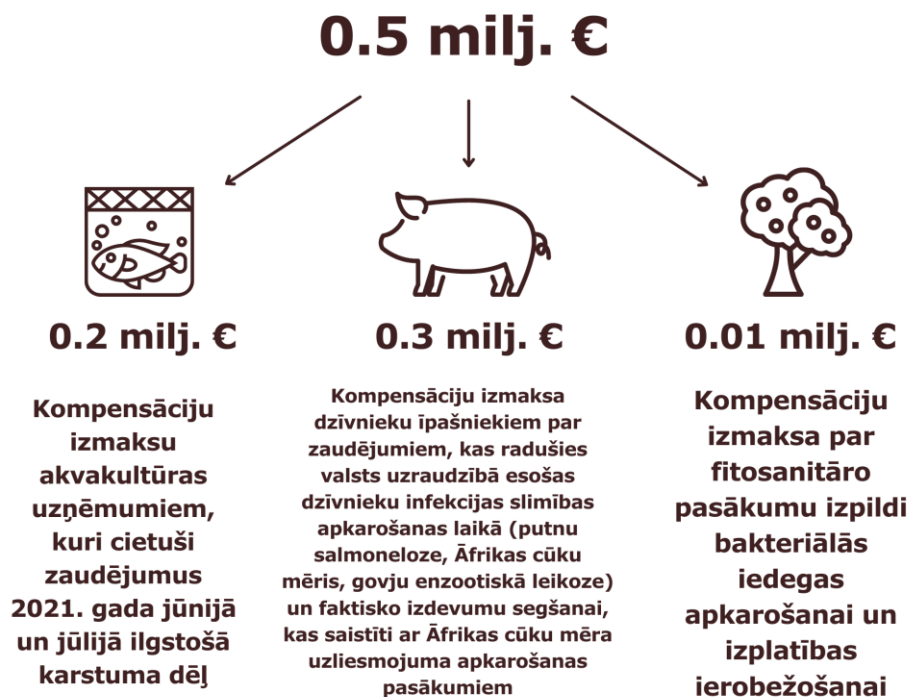 0.5 milj. €
0.2 milj. €
Kompensāciju
izmaksu
akvakultūras
uzņēmumiem,
kuri cietuši
zaudējumus
2021. gada jūnijā
un jūlijā ilgstošā
karstuma dēļ
0.3 milj. €
Kompensāciju izmaksa
dzīvnieku īpašniekiem par
zaudējumiem, kas radušies
valsts uzraudzībā esošas
dzīvnieku infekcijas slimības
apkarošanas laikā (putnu
salmoneloze, Āfrikas cūku
mēris, govju enzootiskā leikoze)
un faktisko izdevumu segšanai,
kas saistīti ar Āfrikas cūku mēra
uzliesmojuma apkarošanas
pasākumiem
0.01 milj. €
Kompensāciju
izmaksa par
fitosanitāro
pasākumu izpildi
bakteriālās
iedegas
apkarošanai un
izplatības
ierobežošanai